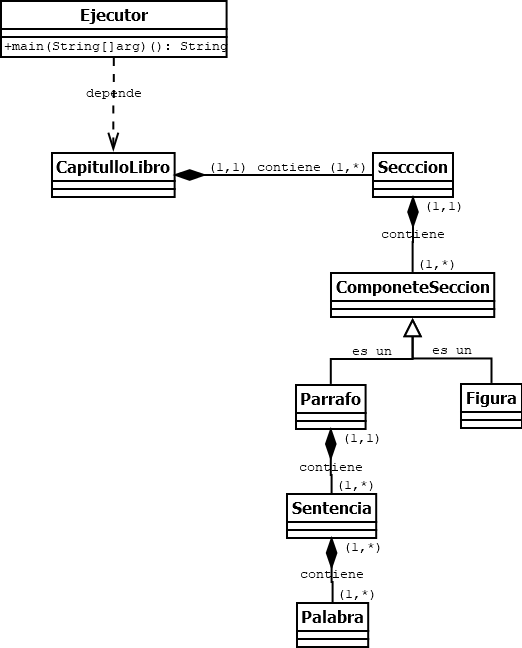 Ejecutor
+main(String[]arg)(): String
depende
CapitulloLibro
(1,1) contiene (1,*)
Secccion
(1,1)
contiene
(1,*)
ComponeteSeccion
es un
es un
Parrafo
Figura
(1,1)
contiene
(1,*)
Sentencia
(1,*)
contiene
(1,*)
Palabra